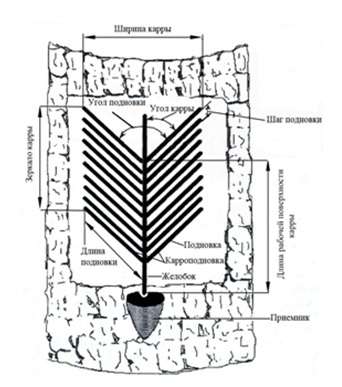 Ширина карры
Угол подновки
Угол карры
Шаг подновки
Зеркало карры
Длина рабочей поверхности
карры
Длина
подновки
Подновка
Карроподновка
Желобок
Приемник